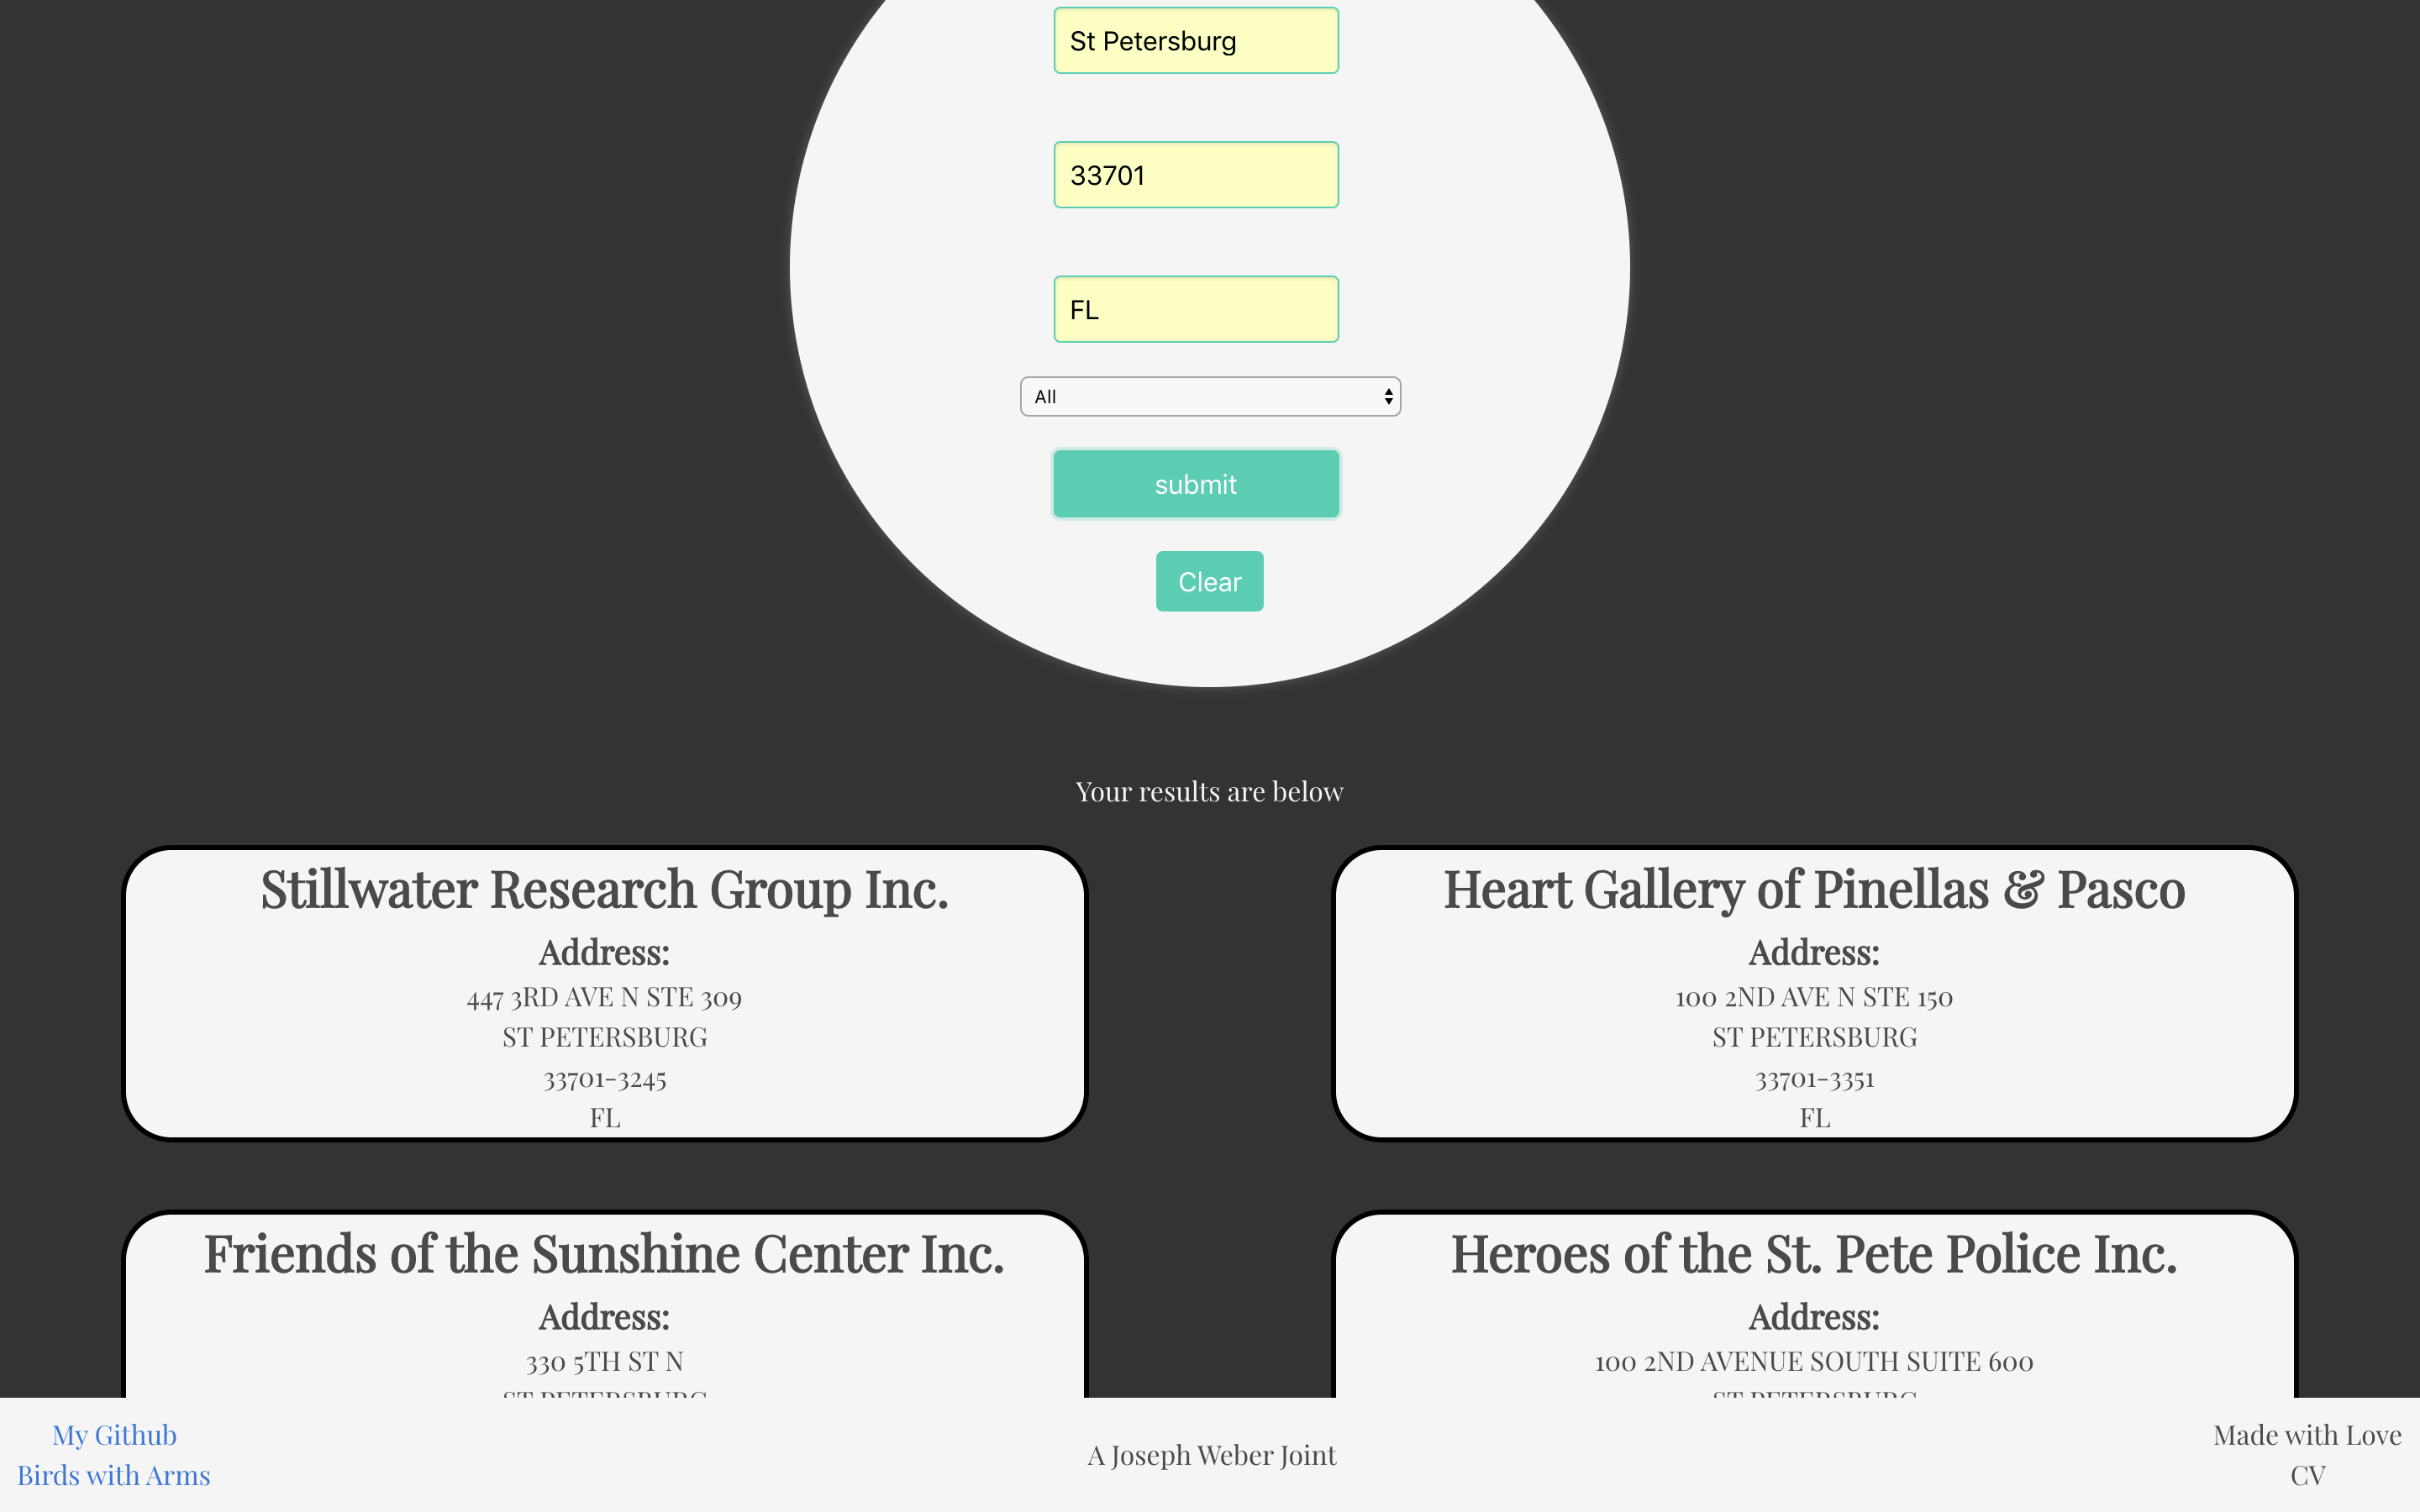 St Petersburg
33701
FL
All
submit
Clear
Your results are below
Stillwater Research Group Inc.
Address:
447 3RD AVE N STE 309
ST PETERSBURG
33701-3245
FL
Heart Gallery of Pinellas & Pasco
Address:
100 2ND AVE N STE 150
ST PETERSBURG
33701-3351
FL
Friends of the Sunshine Center Inc.
Address:
330 5TH ST N
ST PETERSBURG
Heroes of the St. Pete Police Inc.
Address:
100 2ND AVENUE SOUTH SUITE 600
ST PETERSBURG
My Github
Birds with Arms
A Joseph Weber Joint
Made with Love
CV